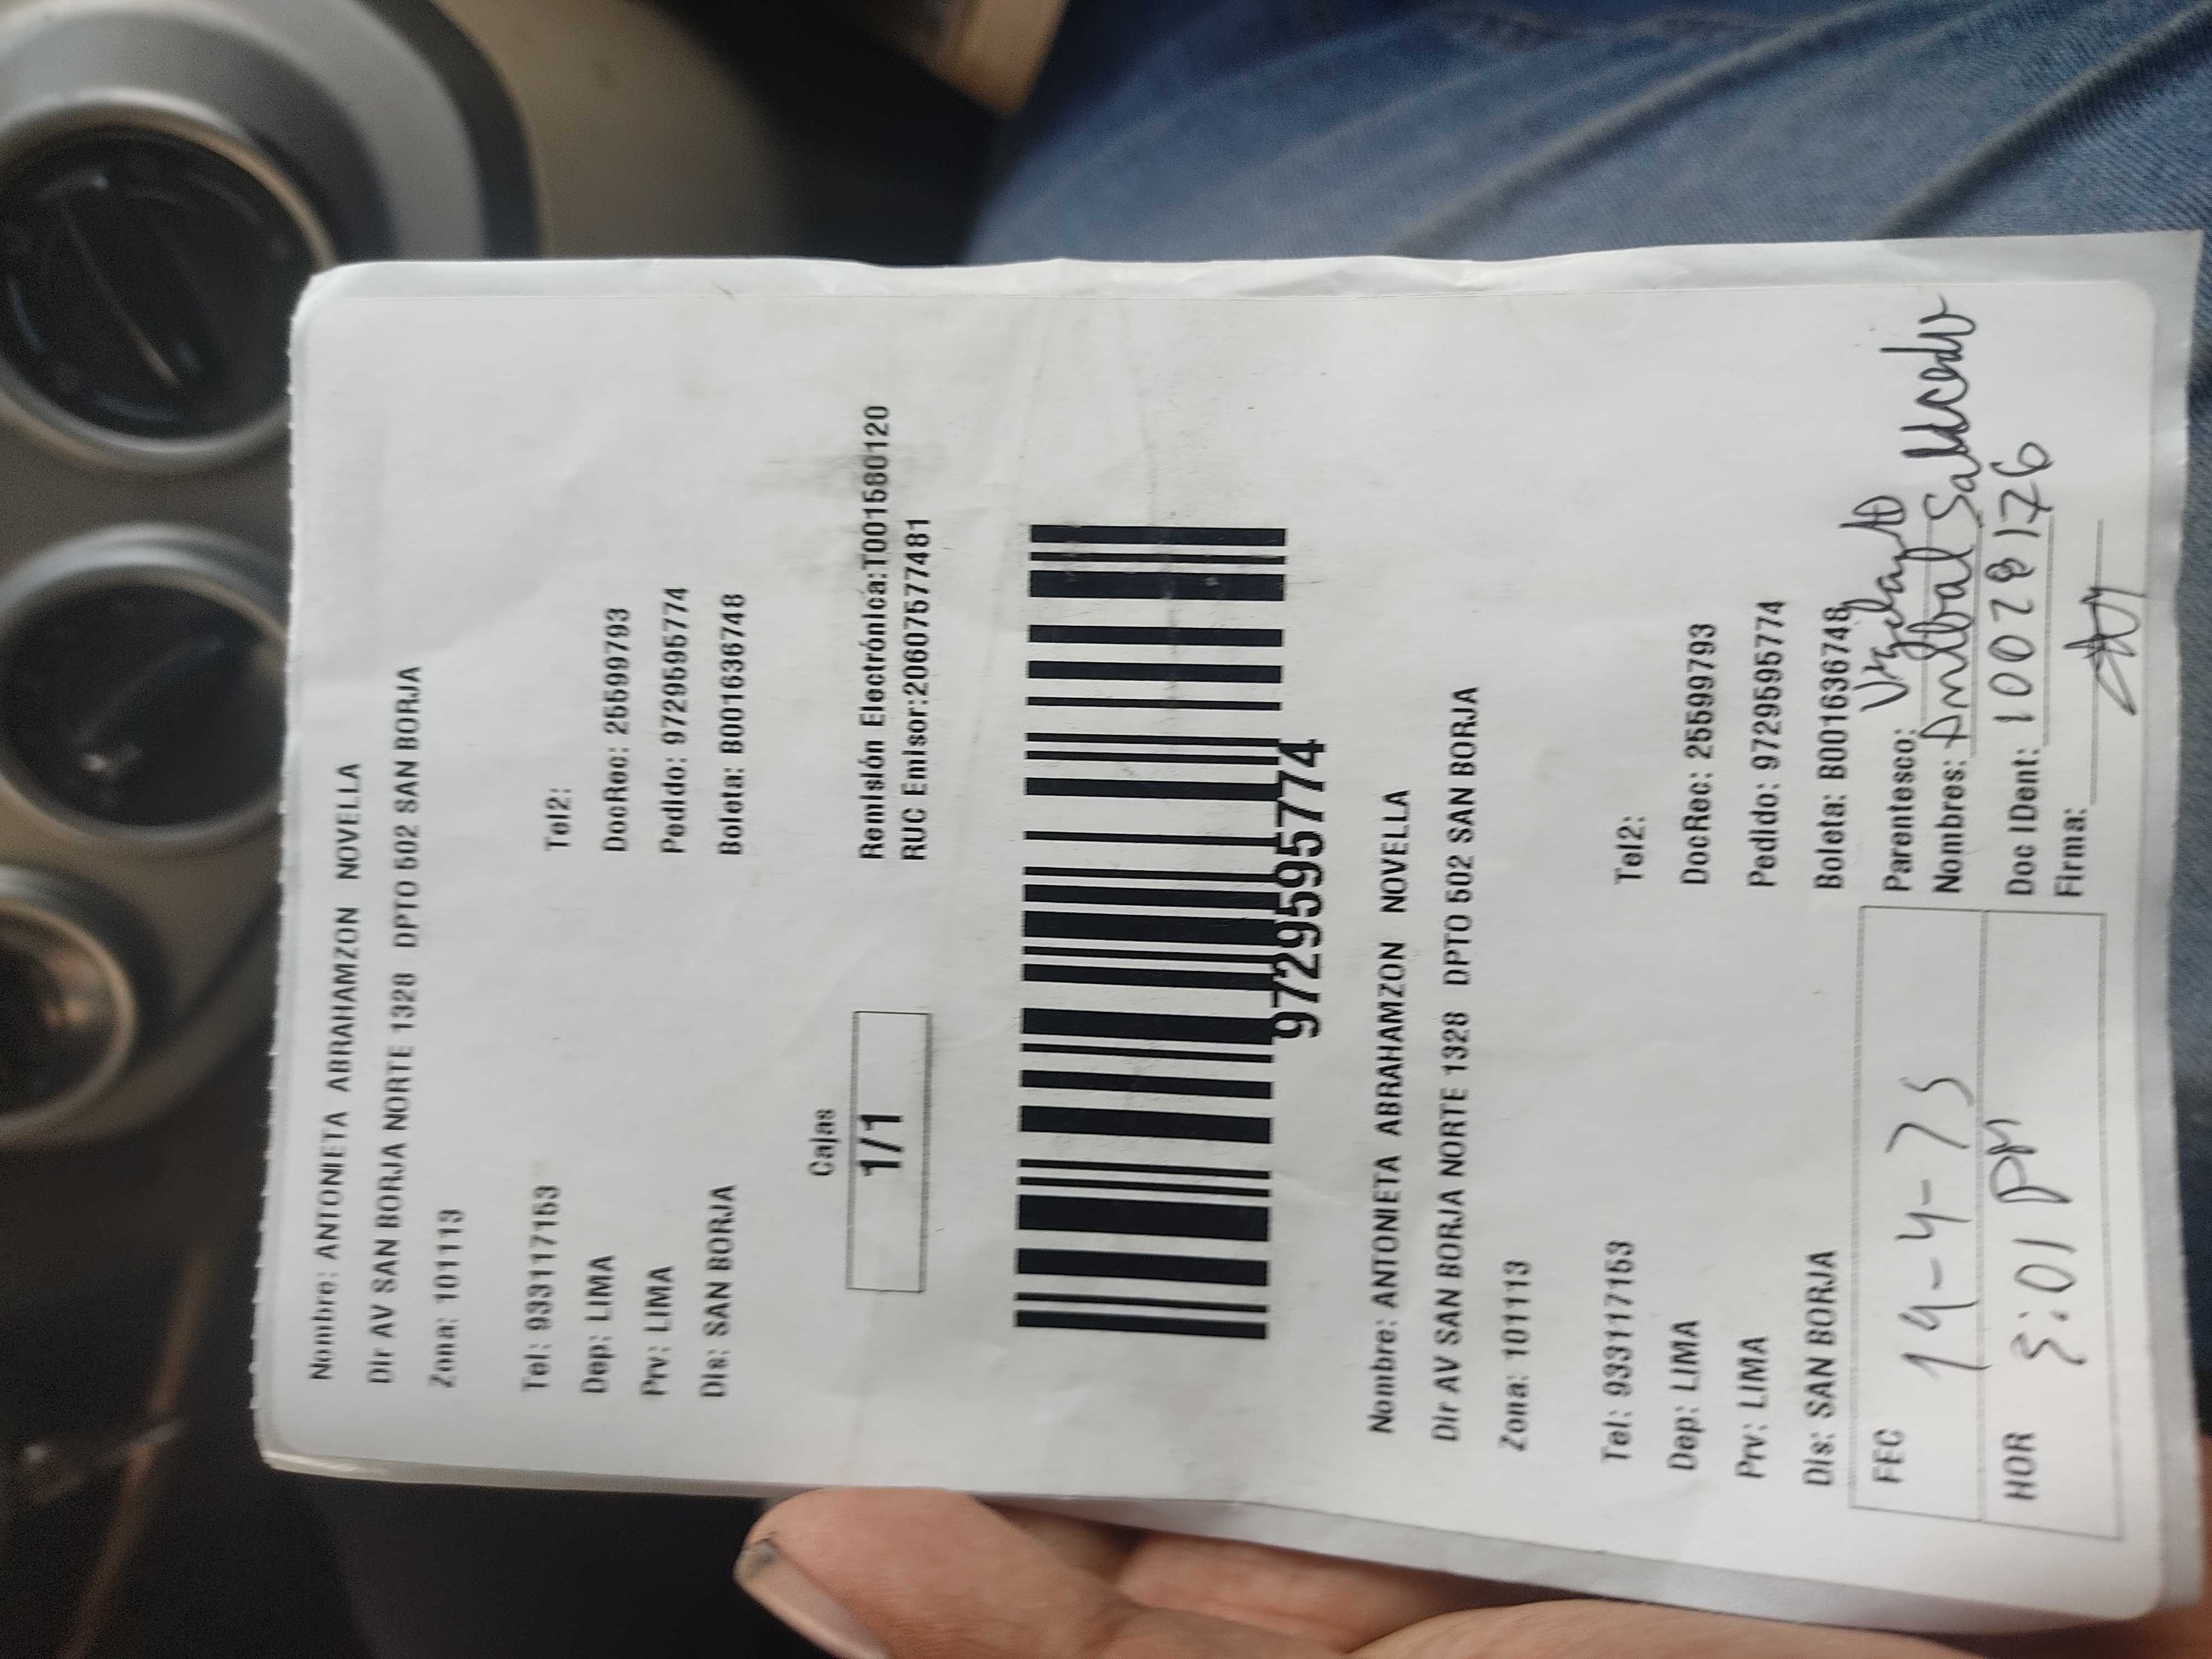 Nombre: ANTONIETA ABRAHAMZON NOVELLA
Dir AV SAN BORJA NORTE 1328 DPTO 502 SAN BORJA
Zona: 101113
Tel: 933117153 Tel2:
Dep: LIMA DocRec: 25599793
Prv: LIMA Pedido: 9729595774
Dis: SAN BORJA Boleta: B001636748
Cajas
1/1
Remisión Electrónica:T001580120
RUC Emisor:20607577481
9729595774
Nombre: ANTONIETA ABRAHAMZON NOVELLA
Dir AV SAN BORJA NORTE 1328 DPTO 502 SAN BORJA
Zona: 101113
Tel: 933117153 Tel2:
Dep: LIMA DocRec: 25599793
Prv: LIMA Pedido: 9729595774
Dis: SAN BORJA Boleta: B001636748
FEC
HOR 3:01 PM
Parentesco:
Nombres: Anibal Salcedo
Doc IDent: 10028176
Firma: